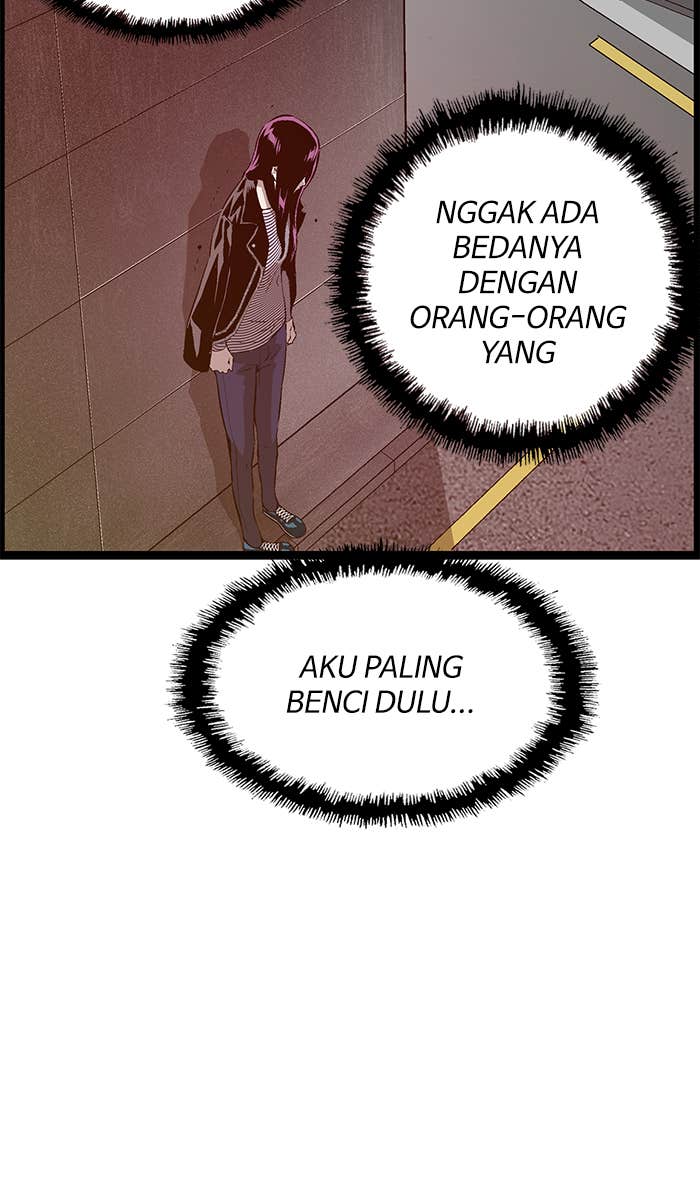 NGGAK ADA
BEDANYA
DENGAN
ORANG-ORANG
YANG
AKU PALING
BENCI DULU...